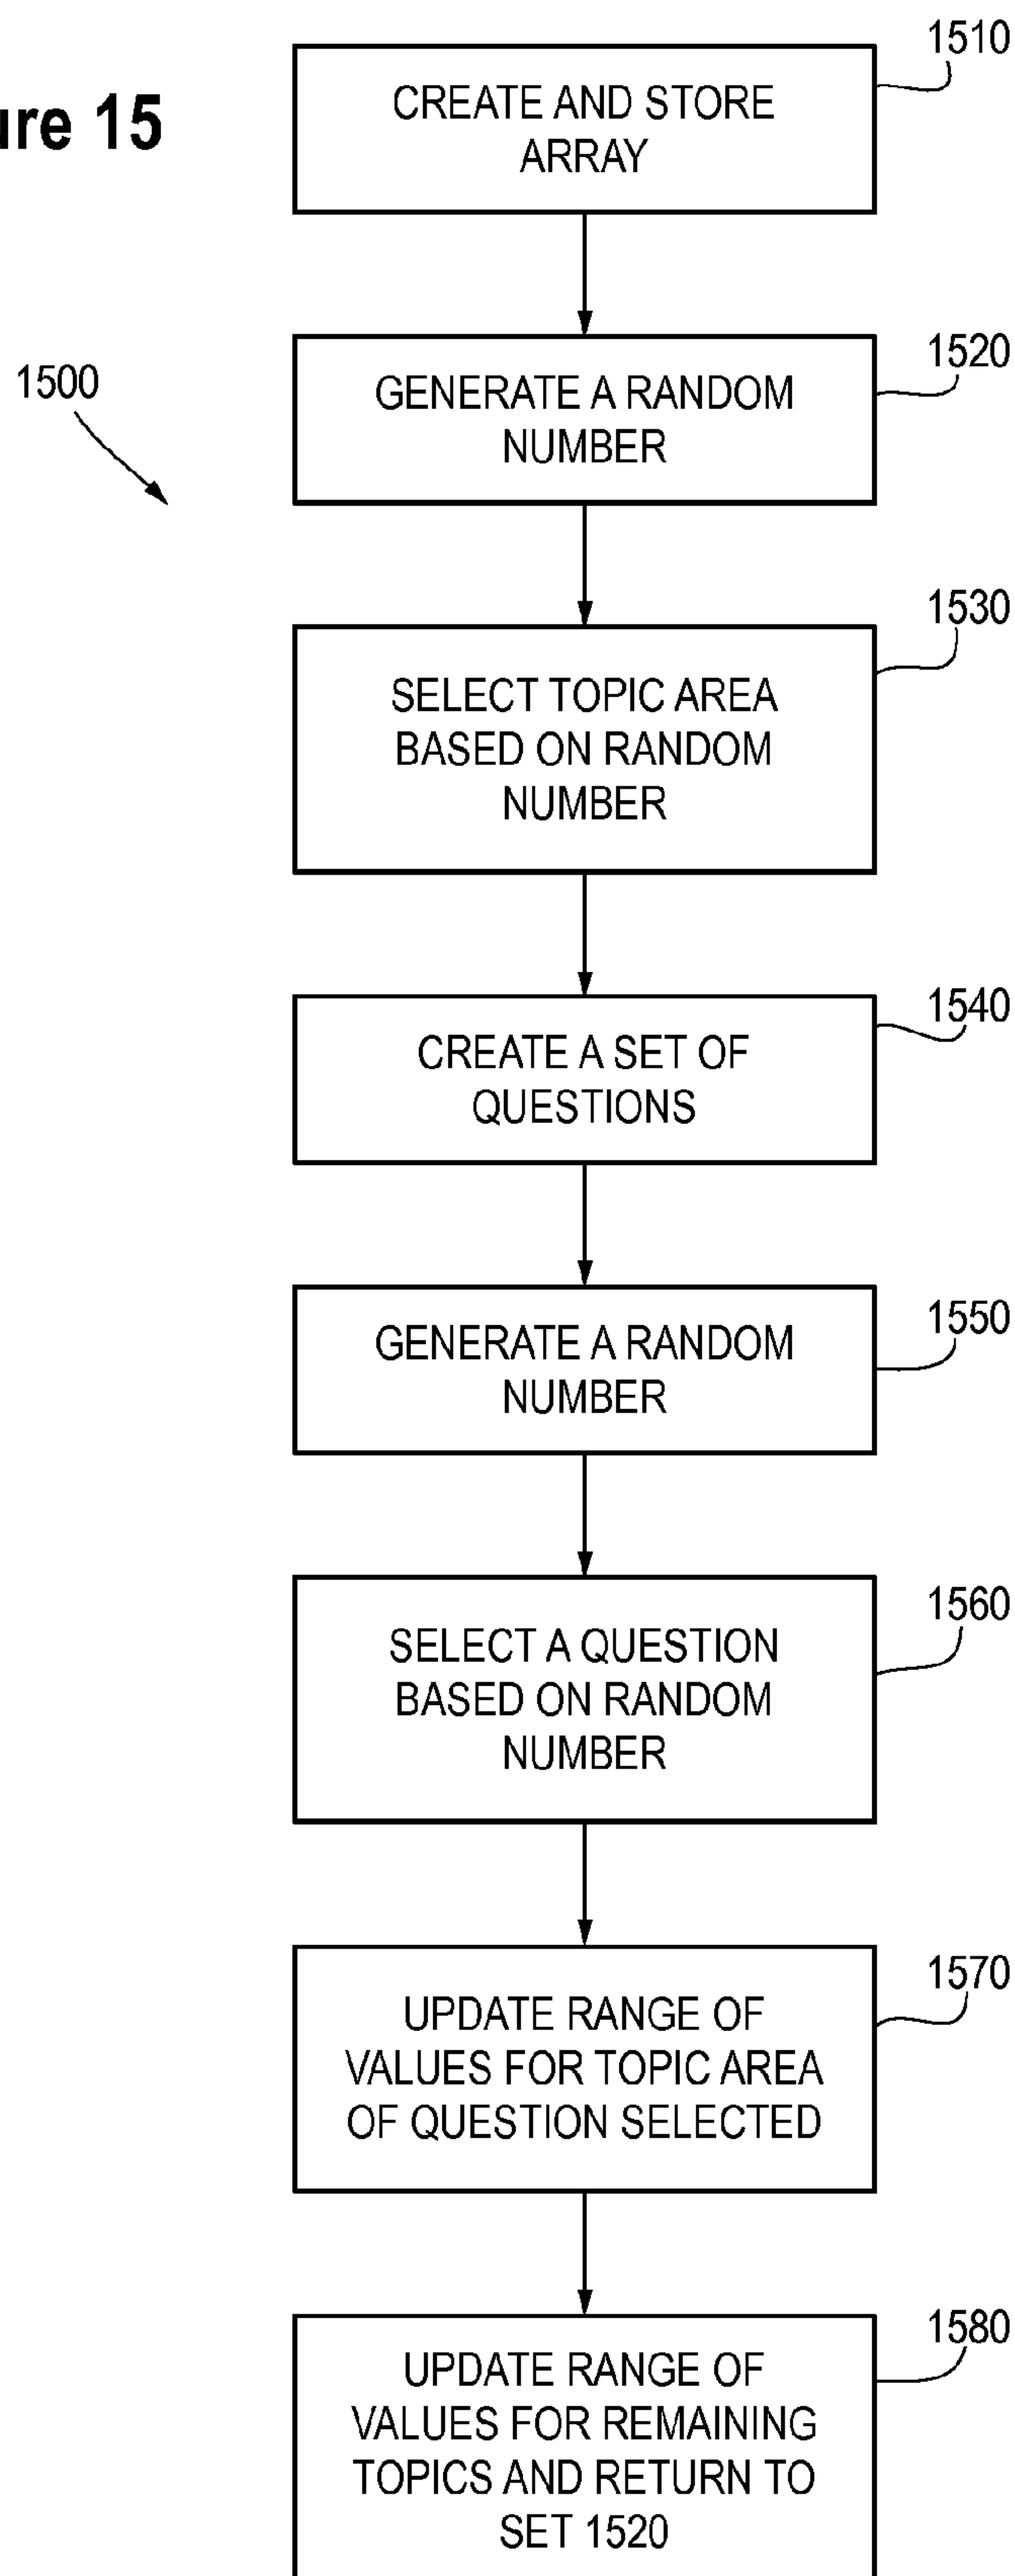 1510
CREATE AND STORE
ARRAY
ure 15
1520
1500
GENERATE A RANDOM
NUMBER
1530
SELECT TOPIC AREA
BASED ON RANDOM
NUMBER
1540
CREATE A SET OF
QUESTIONS
1550
GENERATE A RANDOM
NUMBER
1560
SELECT A QUESTION
BASED ON RANDOM
NUMBER
1570
UPDATE RANGE OF
VALUES FOR TOPIC AREA
OF QUESTION SELECTED
1580
UPDATE RANGE OF
VALUES FOR REMAINING
TOPICS AND RETURN TO
SET 1520